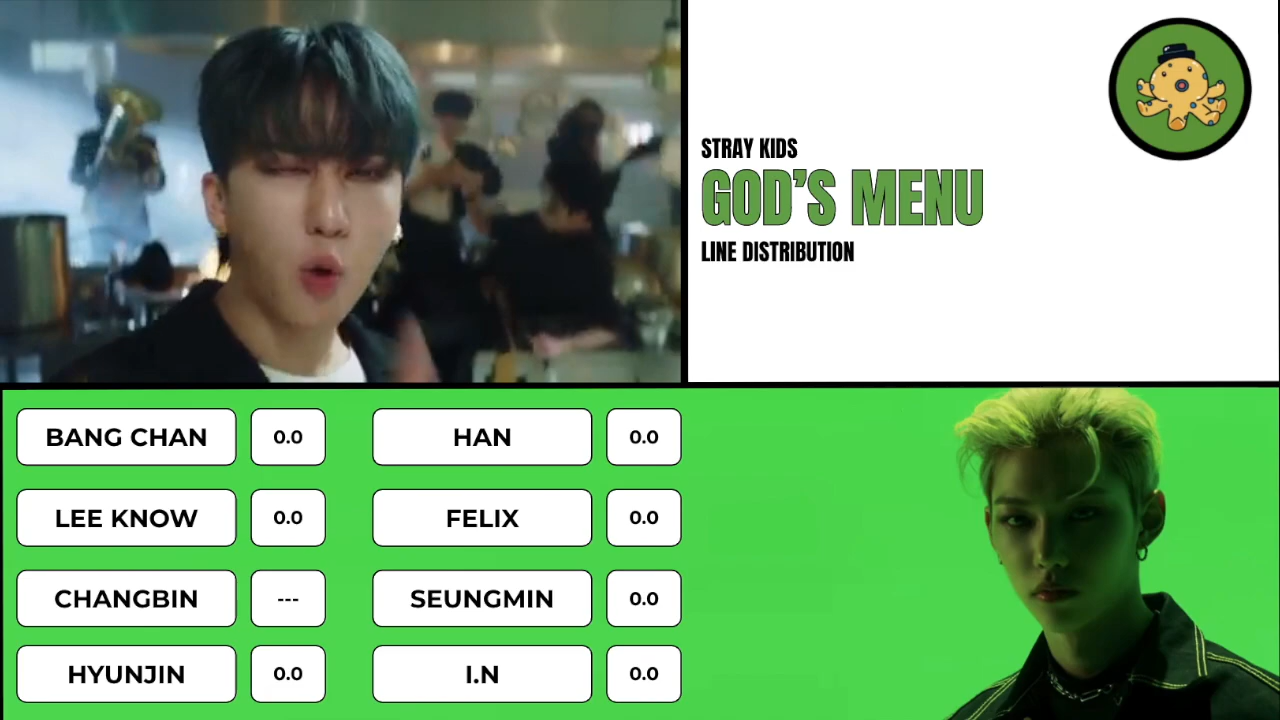 STRAY KIDS
GOD'S MENU
LINE DISTRIBUTION
BANG CHAN 0.0 HAN 0.0
LEE KNOW 0.0 FELIX 0.0
CHANGBIN --- SEUNGMIN 0.0
HYUNJIN 0.0 I.N 0.0